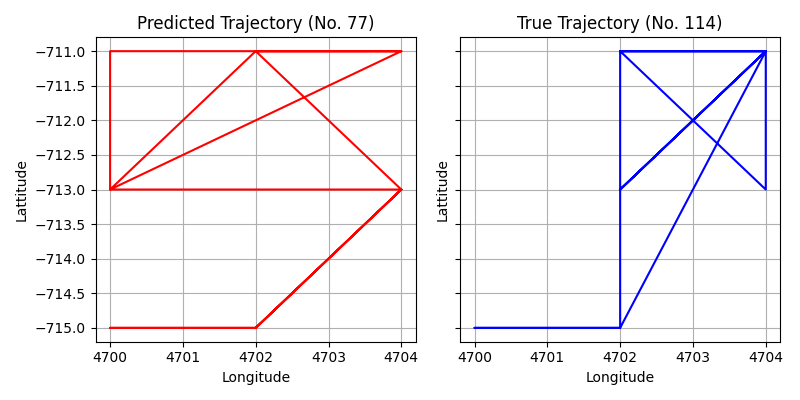 Predicted Trajectory (No. 77)
True Trajectory (No. 114)
Lattitude
−711.0
−711.5
−712.0
−712.5
−713.0
−713.5
−714.0
−714.5
−715.0
4700 4701 4702 4703 4704
Longitude
Lattitude
4700 4701 4702 4703 4704
Longitude